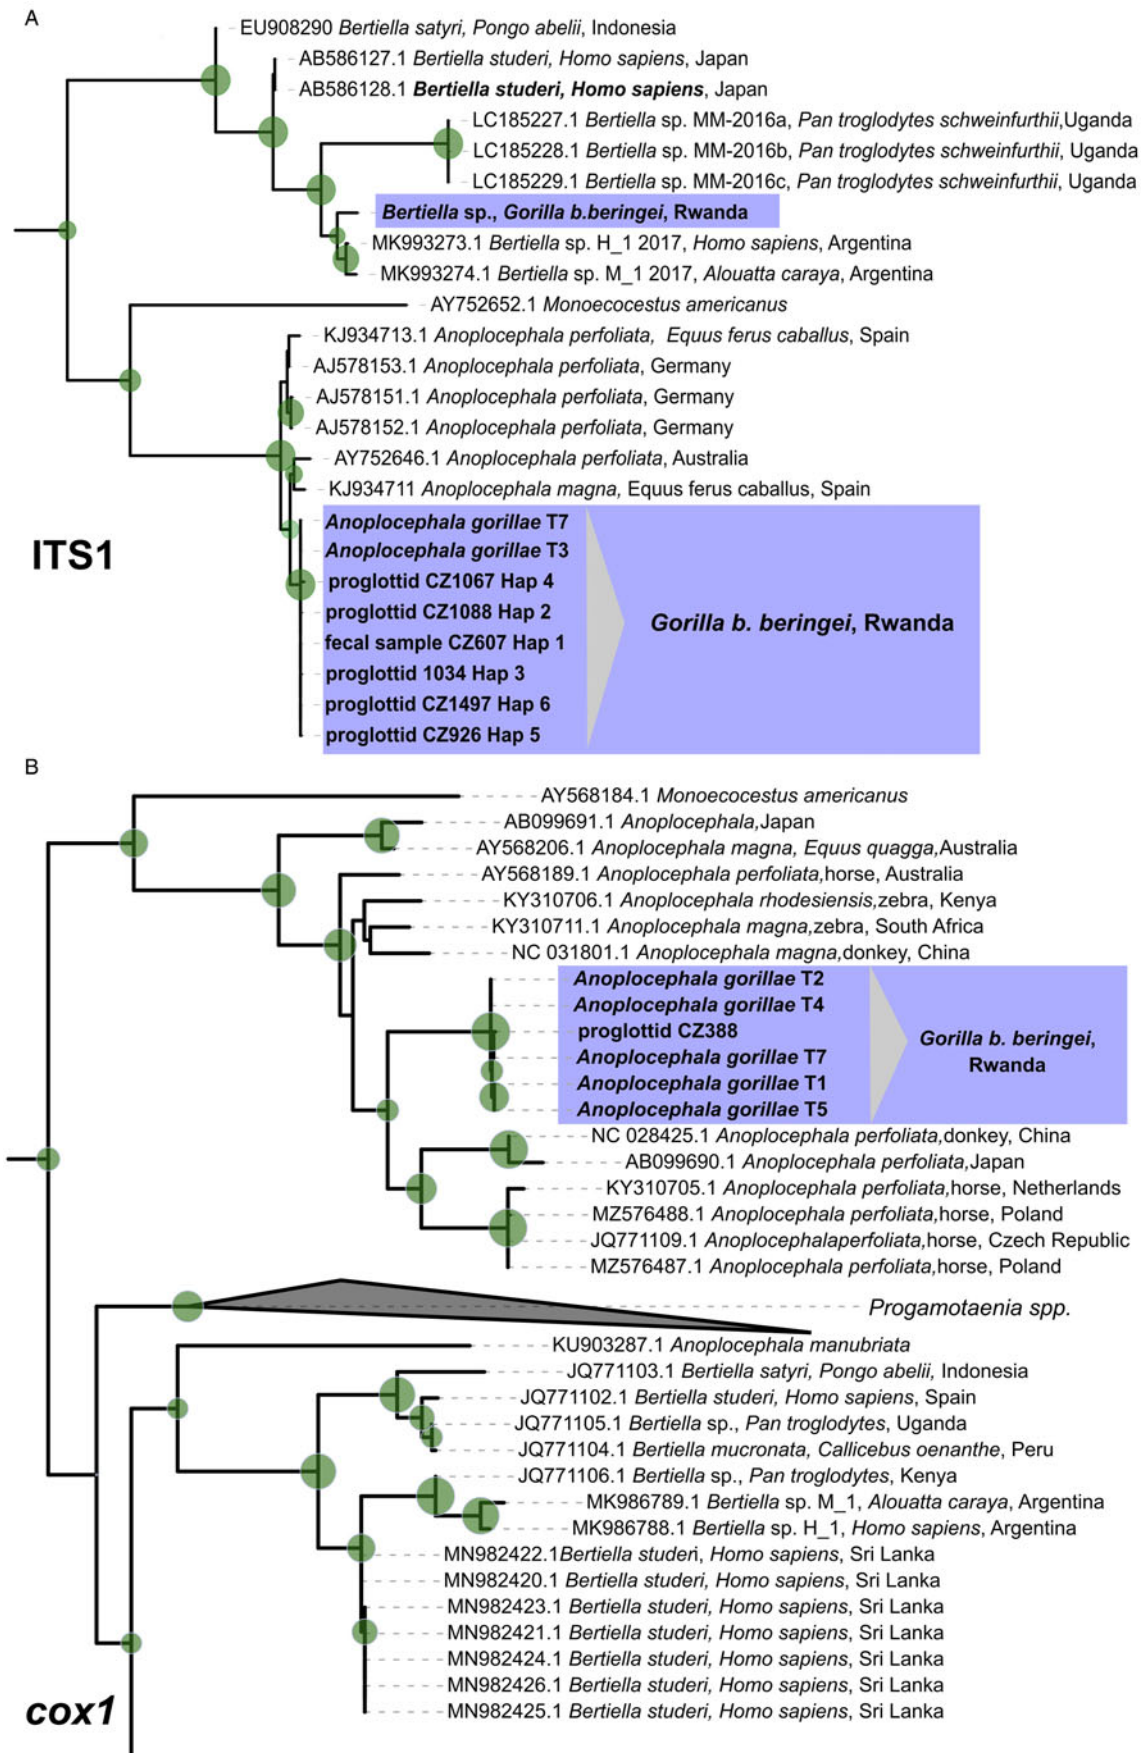 A
EU908290 Bertiella satyri, Pongo abelii, Indonesia
AB586127.1 Bertiella studeri, Homo sapiens, Japan
AB586128.1 Bertiella studeri, Homo sapiens, Japan
LC185227.1 Bertiella sp. MM-2016a, Pan troglodytes schweinfurthii,Uganda
LC185228.1 Bertiella sp. MM-2016b, Pan troglodytes schweinfurthii, Uganda
LC185229.1 Bertiella sp. MM-2016c, Pan troglodytes schweinfurthii, Uganda
Bertiella sp., Gorilla b.beringei, Rwanda
MK993273.1 Bertiella sp. H_1 2017, Homo sapiens, Argentina
MK993274.1 Bertiella sp. M_1 2017, Alouatta caraya, Argentina
AY752652.1 Monoecocestus americanus
KJ934713.1 Anoplocephala perfoliata, Equus ferus caballus, Spain
AJ578153.1 Anoplocephala perfoliata, Germany
AJ578151.1 Anoplocephala perfoliata, Germany
AJ578152.1 Anoplocephala perfoliata, Germany
AY752646.1 Anoplocephala perfoliata, Australia
KJ934711 Anoplocephala magna, Equus ferus caballus, Spain
ITS1
Anoplocephala gorillae T7
Anoplocephala gorillae T3
proglottid CZ1067 Hap 4
proglottid CZ1088 Hap 2
fecal sample CZ607 Hap 1
proglottid 1034 Hap 3
proglottid CZ1497 Hap 6
proglottid CZ926 Hap 5
Gorilla b. beringei, Rwanda
B
AY568184.1 Monoecocestus americanus
AB099691.1 Anoplocephala,Japan
AY568206.1 Anoplocephala magna, Equus quagga,Australia
AY568189.1 Anoplocephala perfoliata,horse, Australia
KY310706.1 Anoplocephala rhodesiensis,zebra, Kenya
KY310711.1 Anoplocephala magna,zebra, South Africa
NC 031801.1 Anoplocephala magna,donkey, China
Anoplocephala gorillae T2
Anoplocephala gorillae T4
proglottid CZ388
Anoplocephala gorillae T7
Anoplocephala gorillae T1
Anoplocephala gorillae T5
Gorilla b. beringei,
Rwanda
NC 028425.1 Anoplocephala perfoliata,donkey, China
AB099690.1 Anoplocephala perfoliata,Japan
KY310705.1 Anoplocephala perfoliata,horse, Netherlands
MZ576488.1 Anoplocephala perfoliata,horse, Poland
JQ771109.1 Anoplocephalaperfoliata,horse, Czech Republic
MZ576487.1 Anoplocephala perfoliata,horse, Poland
Progamotaenia spp.
KU903287.1 Anoplocephala manubriata
JQ771103.1 Bertiella satyri, Pongo abelii, Indonesia
JQ771102.1 Bertiella studeri, Homo sapiens, Spain
JQ771105.1 Bertiella sp., Pan troglodytes, Uganda
JQ771104.1 Bertiella mucronata, Callicebus oenanthe, Peru
JQ771106.1 Bertiella sp., Pan troglodytes, Kenya
MK986789.1 Bertiella sp. M_1, Alouatta caraya, Argentina
MK986788.1 Bertiella sp. H_1, Homo sapiens, Argentina
MN982422.1Bertiella studeri, Homo sapiens, Sri Lanka
MN982420.1 Bertiella studeri, Homo sapiens, Sri Lanka
MN982423.1 Bertiella studeri, Homo sapiens, Sri Lanka
MN982421.1 Bertiella studeri, Homo sapiens, Sri Lanka
MN982424.1 Bertiella studeri, Homo sapiens, Sri Lanka
MN982426.1 Bertiella studeri, Homo sapiens, Sri Lanka
MN982425.1 Bertiella studeri, Homo sapiens, Sri Lanka
cox1